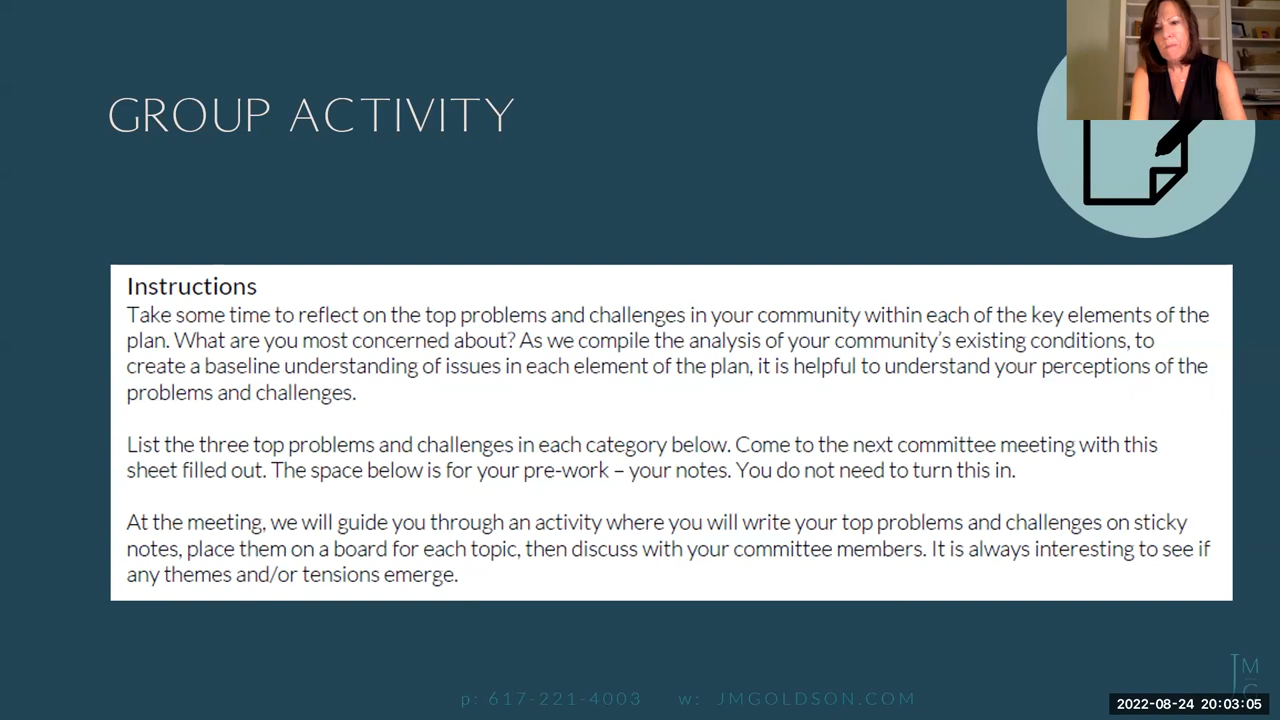 GROUP ACTIVITY
Instructions
Take some time to reflect on the top problems and challenges in your community within each of the key elements of the
plan. What are you most concerned about? As we compile the analysis of your community's existing conditions, to
create a baseline understanding of issues in each element of the plan, it is helpful to understand your perceptions of the
problems and challenges.
List the three top problems and challenges in each category below. Come to the next committee meeting with this
sheet filled out. The space below is for your pre-work – your notes. You do not need to turn this in.
At the meeting, we will guide you through an activity where you will write your top problems and challenges on sticky
notes, place them on a board for each topic, then discuss with your committee members. It is always interesting to see if
any themes and/or tensions emerge.
p: 617-221-4003 w: JMGOLDSON.COM
JM
2022-08-24 20:03:05